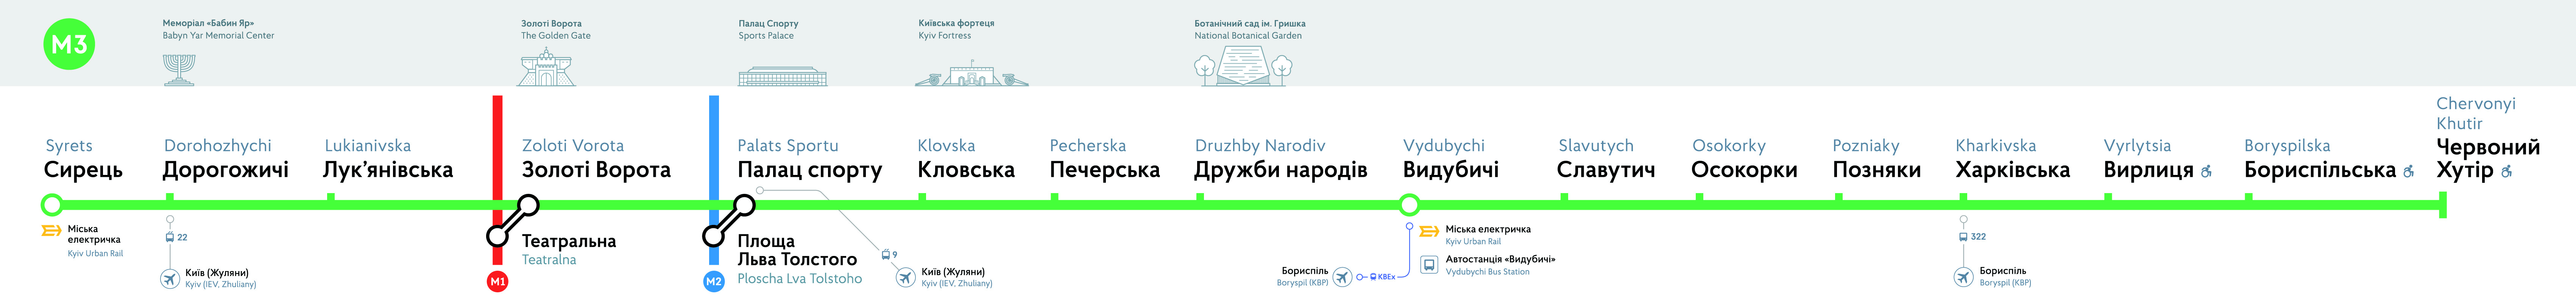 M3
Меморіал «Бабин Яр»
Babyn Yar Memorial Center
Золоті Ворота
The Golden Gate
Палац Спорту
Sports Palace
Київська фортеця
Kyiv Fortress
Ботанічний сад ім. Гришка
National Botanical Garden
Syrets
Сирець
Dorohozhychi
Дорогожичі
Lukianivska
Лук’янівська
Zoloti Vorota
Золоті Ворота
Palats Sportu
Палац спорту
Klovska
Кловська
Pecherska
Печерська
Druzhby Narodiv
Дружби народів
Vydubychi
Видубичі
Slavutych
Славутич
Osokorky
Осокорки
Pozniaky
Позняки
Kharkivska
Харківська
Vyrlytsia
Вирлиця
Boryspilska
Бориспільська
Chervonyi
Khutir
Червоний
Хутір
Міська
електричка
Kyiv Urban Rail
22
Київ (Жуляни)
Kyiv (IEV, Zhuliany)
Театральна
Teatralna
M1
Площа
Льва Толстого
Ploscha Lva Tolstoho
M2
9
Київ (Жуляни)
Kyiv (IEV, Zhuliany)
Бориспіль
Boryspil (KBP)
KBEx
Міська електричка
Kyiv Urban Rail
Автостанція «Видубичі»
Vydubychi Bus Station
322
Бориспіль
Boryspil (KBP)